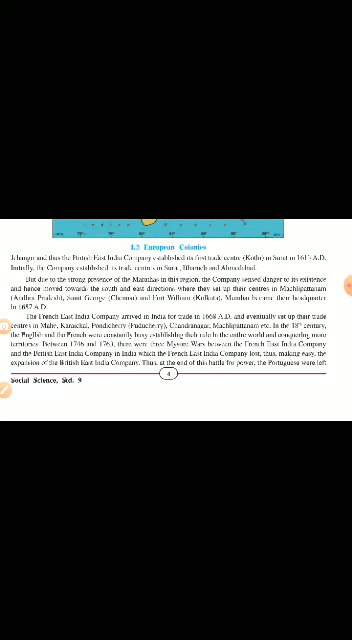 1.2 European Colonies
Jehangir and thus the British East India Company established its first trade centre (Kothi) in Surat in 1613 A.D.
Initially, the Company established its trade centres in Surat, Bharuch and Ahmedabad.
But due to the strong presence of the Marathas in this region, the Company sensed danger to its existence
and hence moved towards the south and east directions where they set up their centres in Machlipattanam
(Andhra Pradesh), Saint George (Chennai) and Fort William (Kolkata). Mumbai became their headquarter
in 1687 A.D.
The French East India Company arrived in India for trade in 1668 A.D. and eventually set up their trade
centres in Mahe, Karaikal, Pondicherry (Puducherry), Chandranagar, Machlipattanam etc. In the 18th century,
the English and the French were constantly busy establishing their rule in the entire world and conquering more
territories. Between 1746 and 1763, there were three Mysore Wars between the French East India Company
and the British East India Company in which the French East India Company lost, thus, making easy, the
expansion of the British East India Company. Thus, at the end of this battle for power, the Portuguese were left
4
Social Science, Std. 9